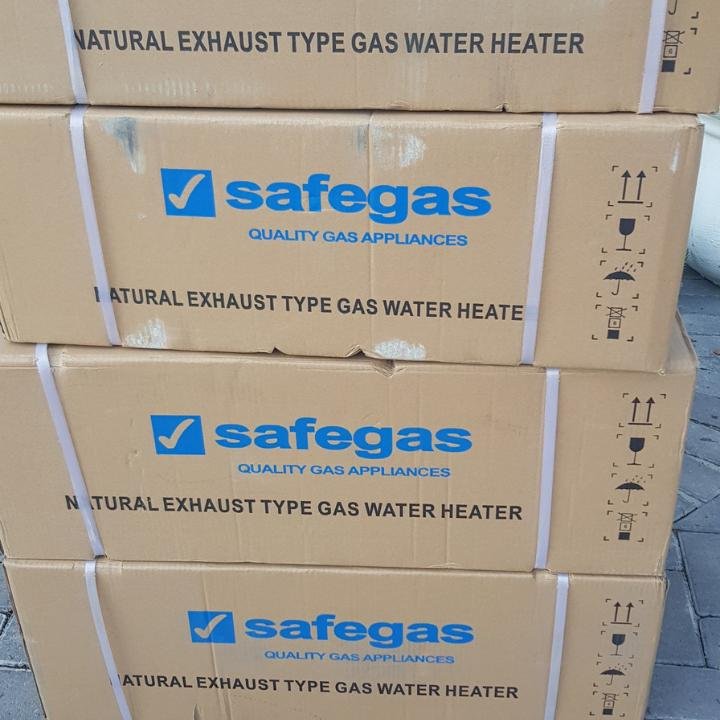 NATURAL EXHAUST TYPE GAS WATER HEATER
safegas
QUALITY GAS APPLIANCES
NATURAL EXHAUST TYPE GAS WATER HEATE
safegas
QUALITY GAS APPLIANCES
NATURAL EXHAUST TYPE GAS WATER HEATER
safegas
QUALITY GAS APPLIANCES
NATURAL EXHAUST TYPE GAS WATER HEATER